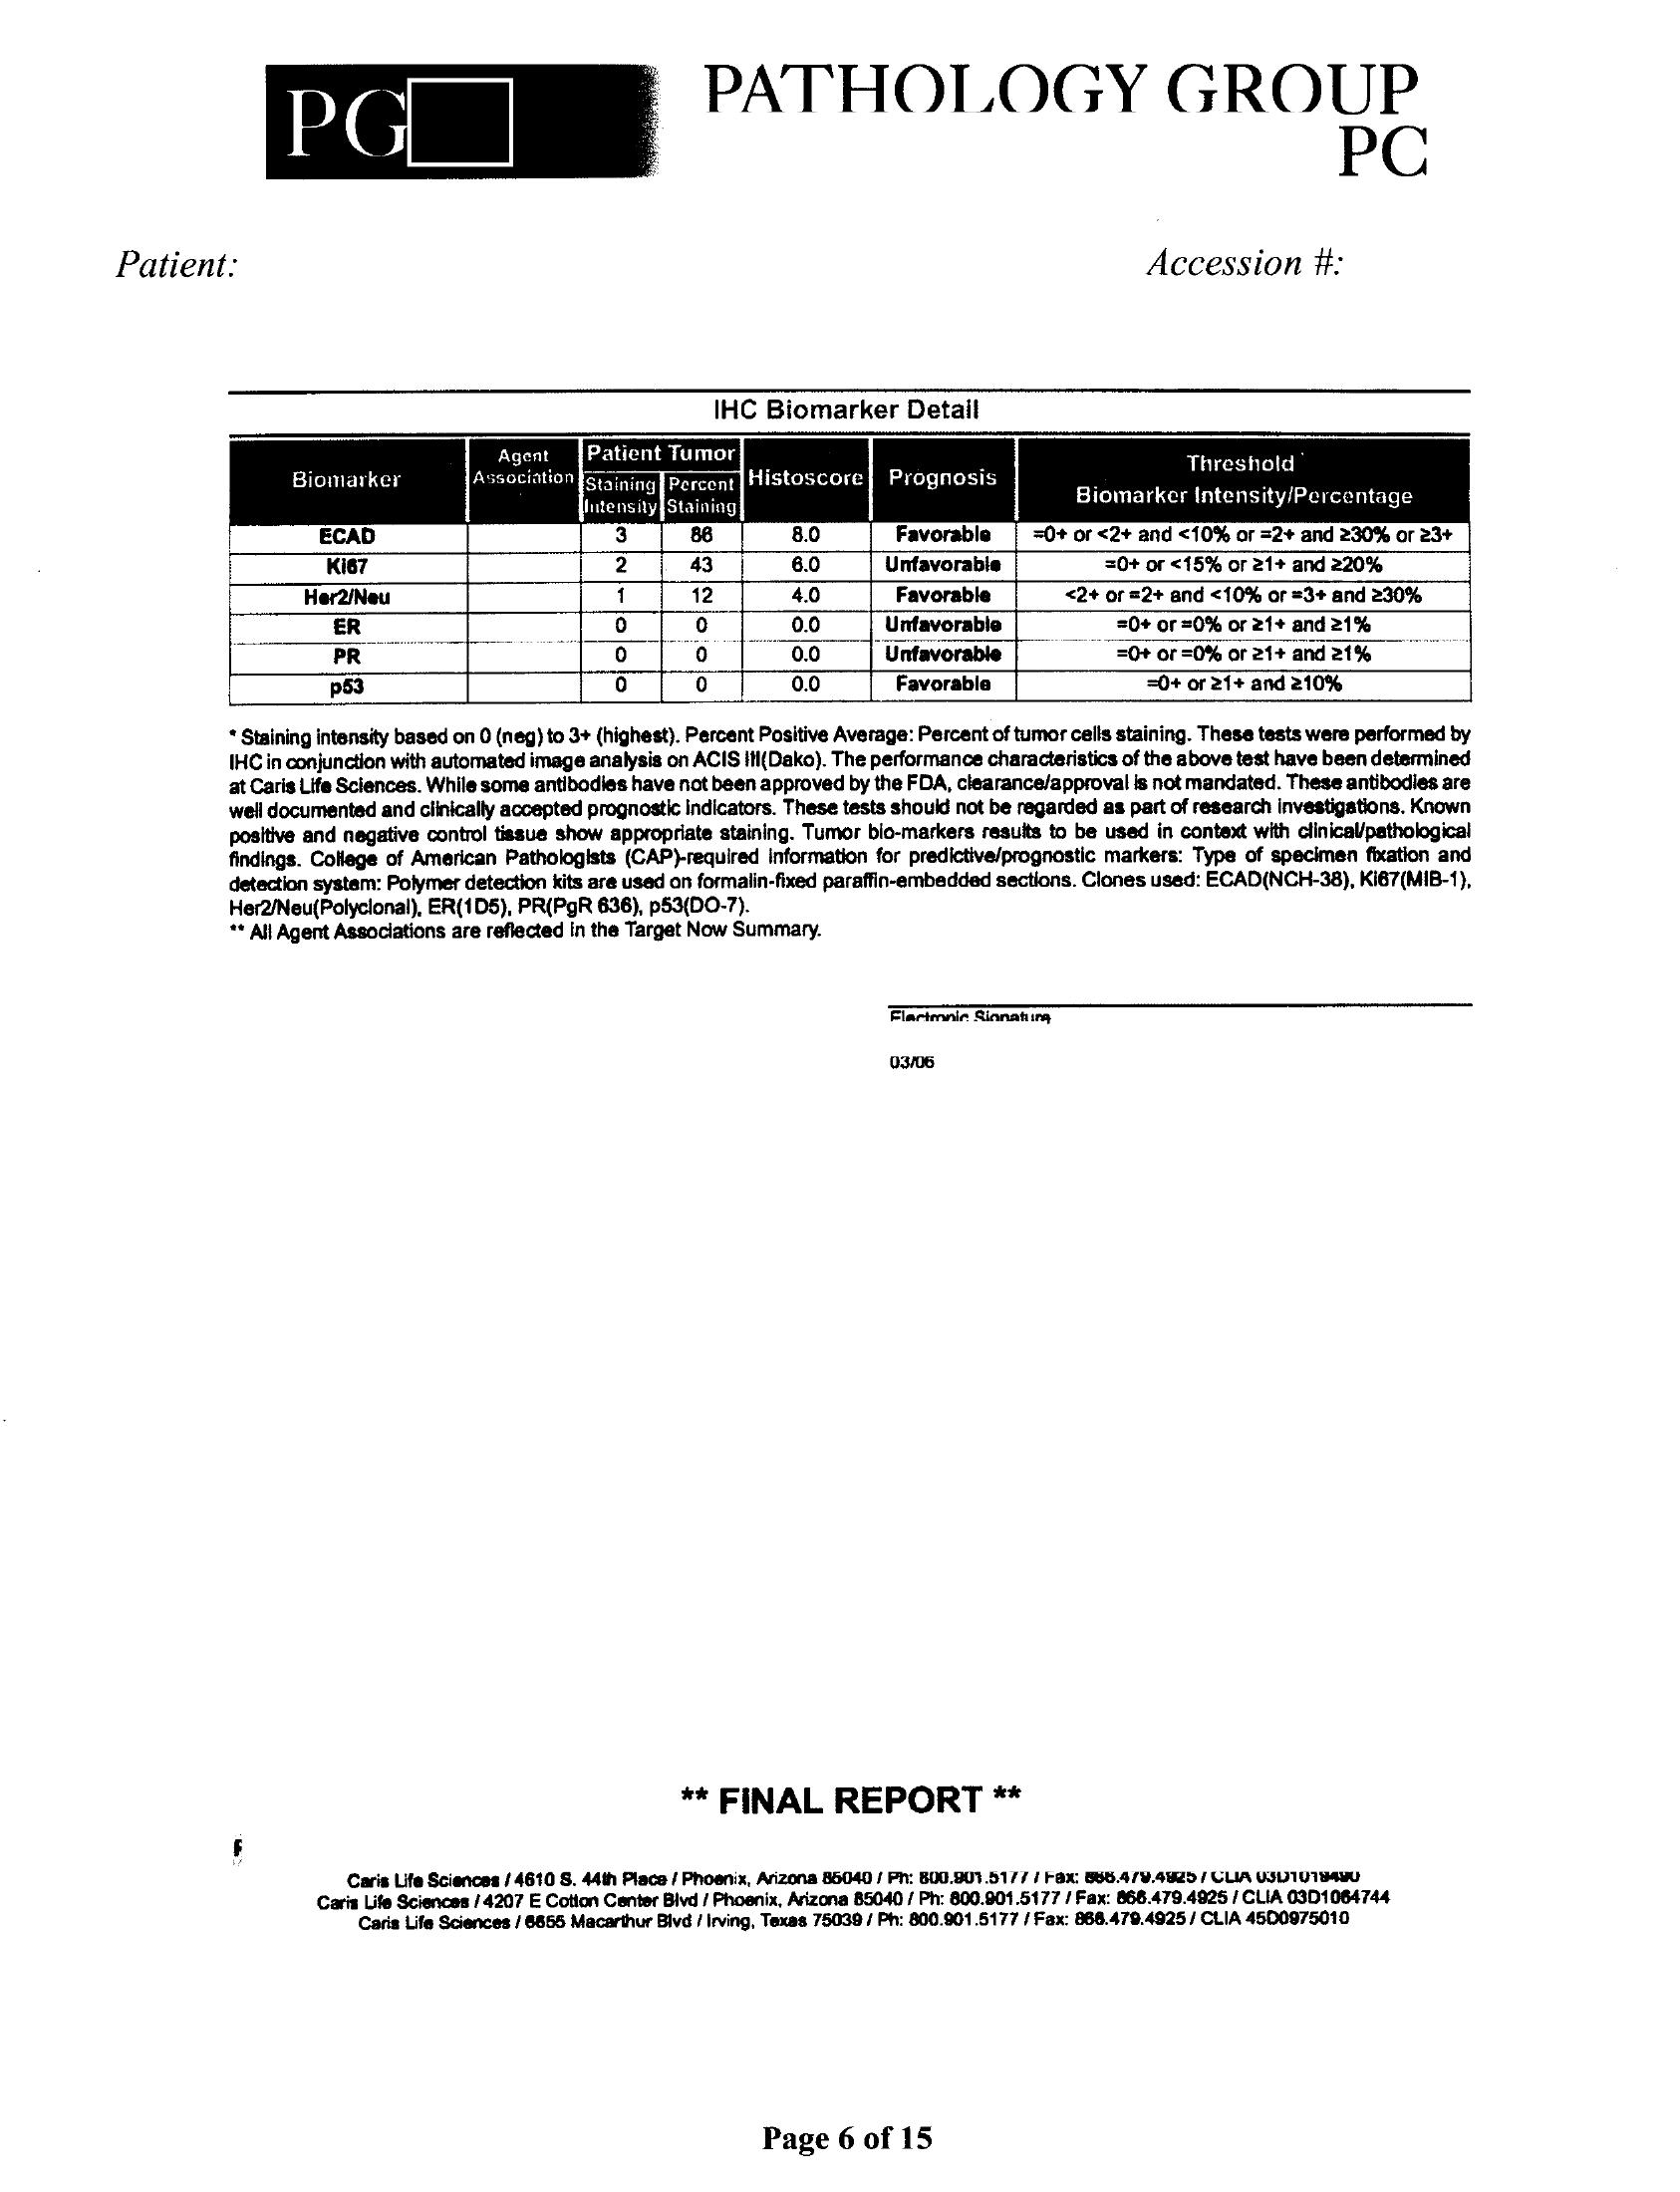 PG
PATHOLOGY GROUP
PC
Patient:
Accession #:
IHC Biomarker Detail
Biomarker Agent Association Patient Tumor Staining Intensity Percent Staining Histoscore Prognosis Threshold * Biomarker Intensity/Percentage
ECAD 3 86 8.0 Favorable =0+ or <2+ and <10% or =2+ and ≥30% or ≥3+
Ki67 2 43 6.0 Unfavorable =0+ or <15% or ≥1+ and ≥20%
Her2/Neu 1 12 4.0 Favorable <2+ or =2+ and <10% or =3+ and ≥30%
ER 0 0 0.0 Unfavorable =0+ or =0% or ≥1+ and ≥1%
PR 0 0 0.0 Unfavorable =0+ or =0% or ≥1+ and ≥1%
p53 0 0 0.0 Favorable =0+ or ≥1+ and ≥10%
* Staining intensity based on 0 (neg) to 3+ (highest). Percent Positive Average: Percent of tumor cells staining. These tests were performed by
IHC in conjunction with automated image analysis on ACIS III(Dako). The performance characteristics of the above test have been determined
at Caris Life Sciences. While some antibodies have not been approved by the FDA, clearance/approval is not mandated. These antibodies are
well documented and clinically accepted prognostic indicators. These tests should not be regarded as part of research investigations. Known
positive and negative control tissue show appropriate staining. Tumor bio-markers results to be used in context with clinical/pathological
findings. College of American Pathologists (CAP)-required information for predictive/prognostic markers: Type of specimen fixation and
detection system: Polymer detection kits are used on formalin-fixed paraffin-embedded sections. Clones used: ECAD(NCH-38), Ki67(MIB-1),
Her2/Neu(Polyclonal), ER(1D5), PR(PgR 636), p53(DO-7).
** All Agent Associations are reflected in the Target Now Summary.
Electronic Signature
03/06
** FINAL REPORT **
Caris Life Sciences / 4610 S. 44th Place / Phoenix, Arizona 85040 / Ph: 800.901.5177 / Fax: 866.479.4925 / CLIA 03D1019490
Caris Life Sciences / 4207 E Cotton Center Blvd / Phoenix, Arizona 85040 / Ph: 800.901.5177 / Fax: 866.479.4925 / CLIA 03D1064744
Caris Life Sciences / 6655 Macarthur Blvd / Irving, Texas 75039 / Ph: 800.901.5177 / Fax: 866.479.4925 / CLIA 45D0975010
Page 6 of 15